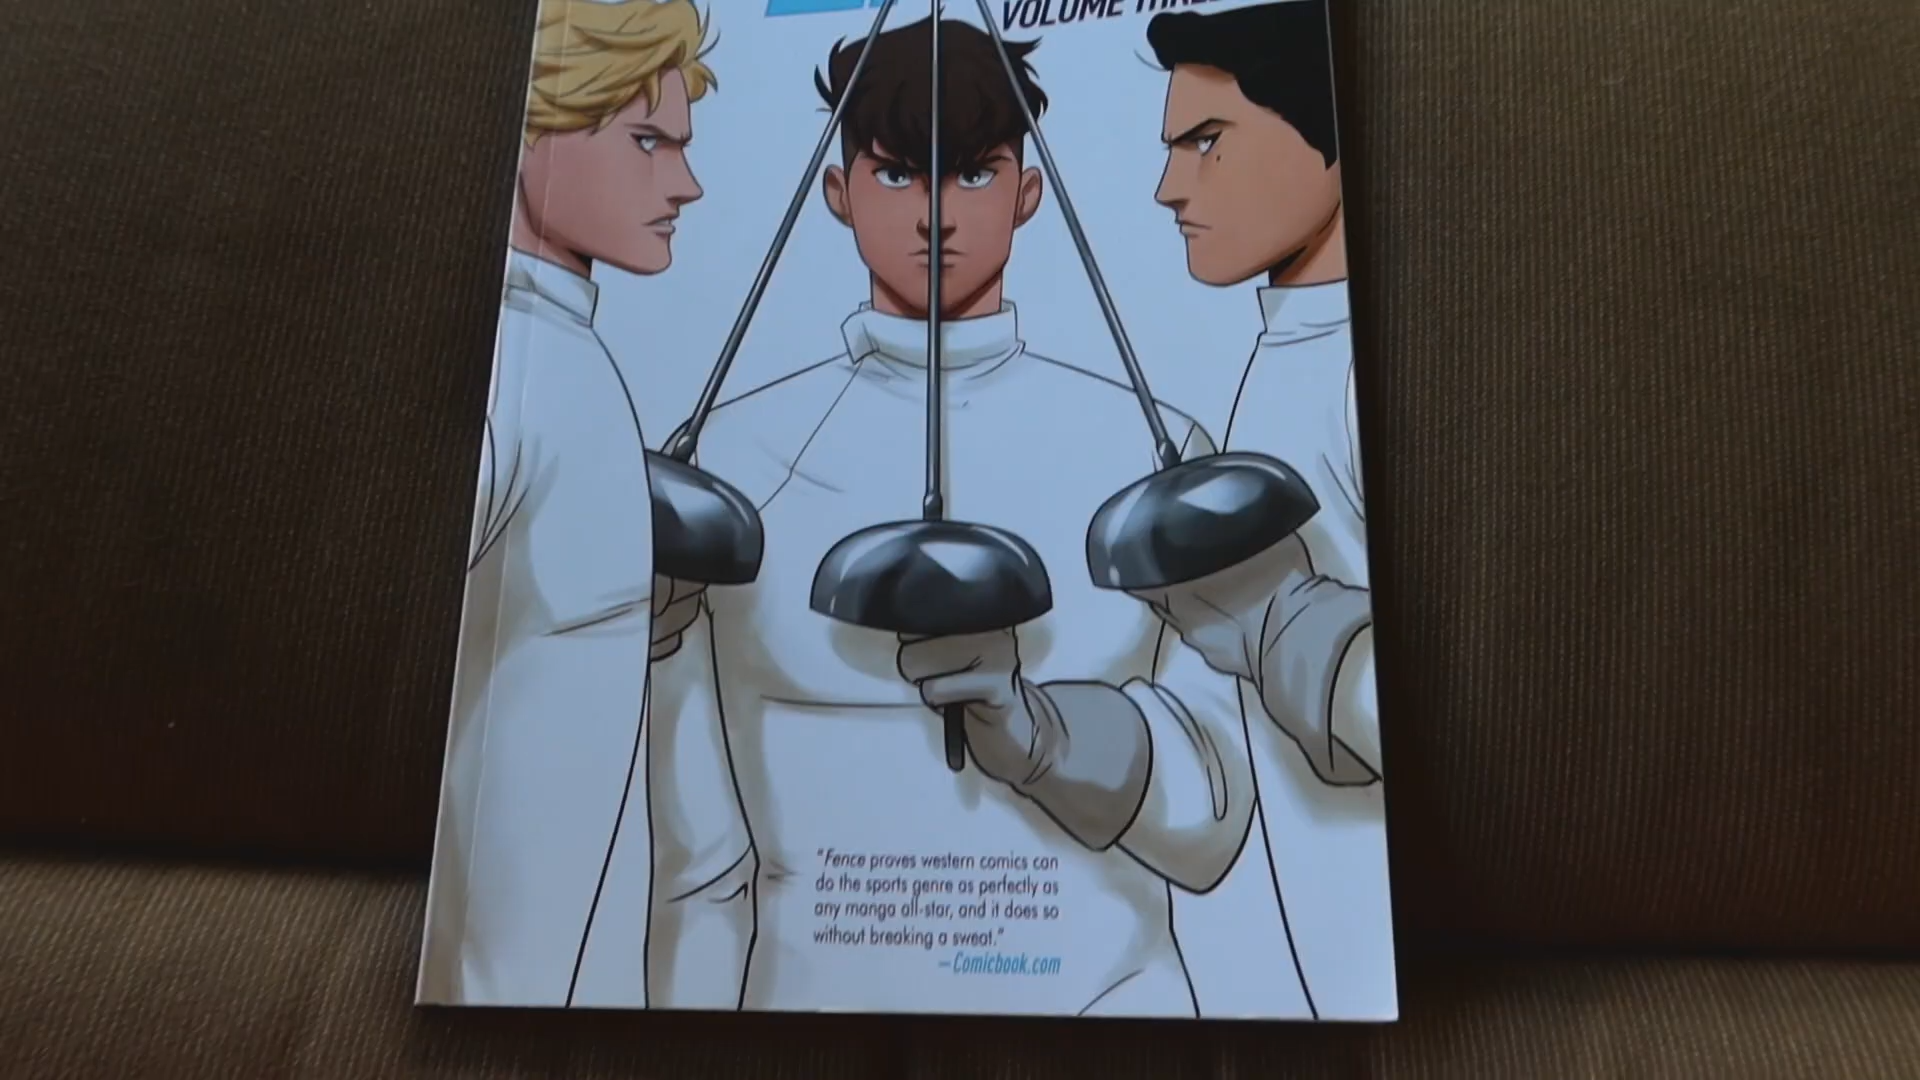 VOLUME THREE
"Fence proves western comics can
do the sports genre as perfectly as
any manga all-star, and it does so
without breaking a sweat."
—Comicbook.com